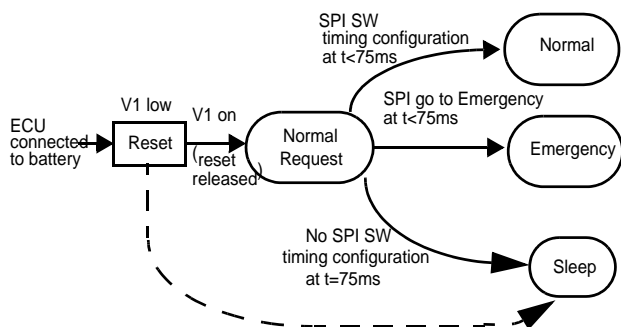 SPI SW
timing configuration
at t<75ms
Normal
V1 low
V1 on
SPI go to Emergency
at t<75ms
ECU
connected
to battery
Reset
(reset
released)
Normal
Request
Emergency
No SPI SW
timing configuration
at t=75ms
Sleep